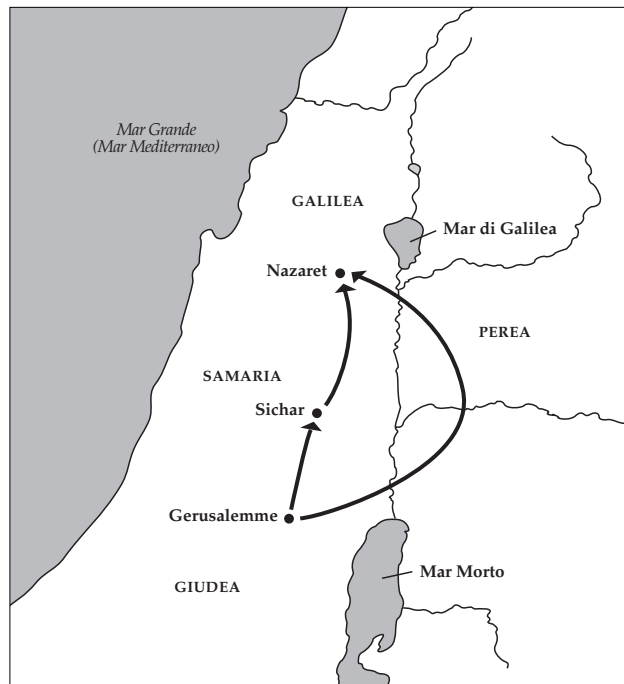 Mar Grande
(Mar Mediterraneo)
GALILEA
Mar di Galilea
Nazaret
PEREA
SAMARIA
Sichar
Gerusalemme
Mar Morto
GIUDEA